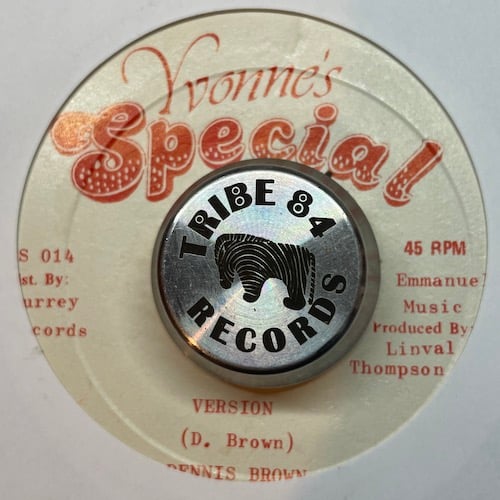 Yvonne's
Special
TRIBE 84
RECORDS
S 014
st. By:
urrey
cords
45 RPM
Emmanuel
Music
Produced By
Linval
Thompson
VERSION
(D. Brown)
DENNIS BROWN